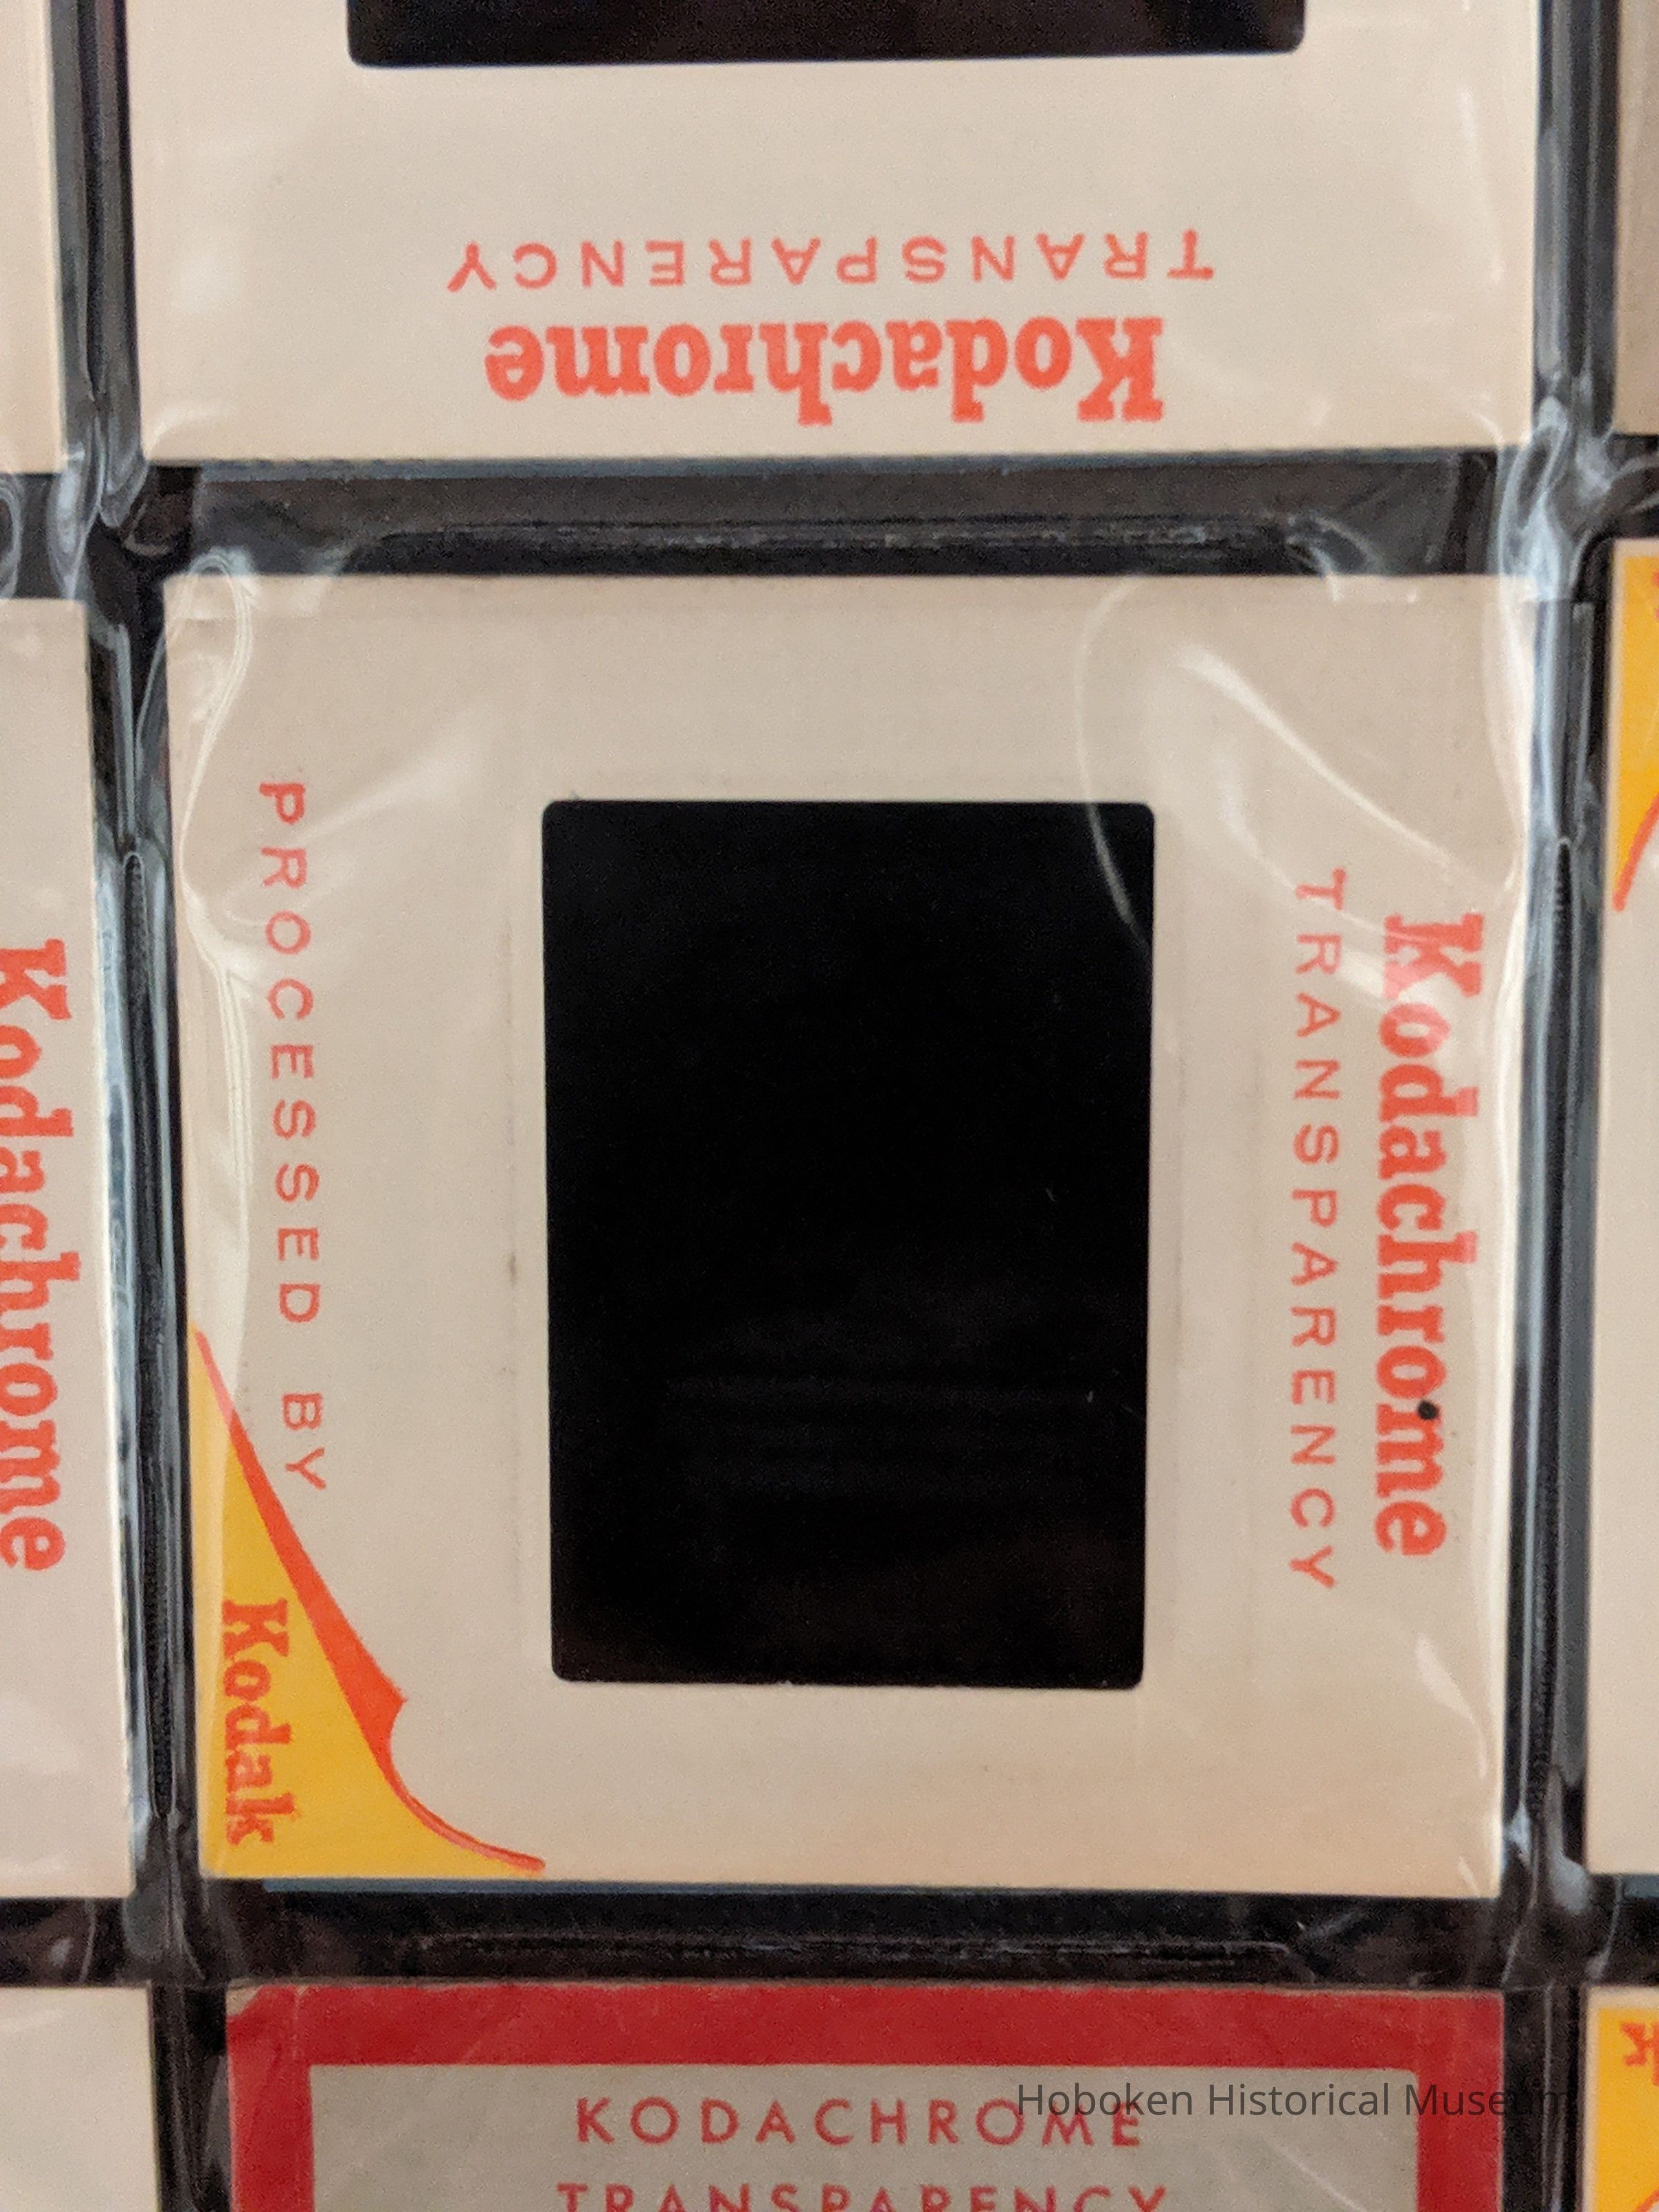 Kodachrome
TRANSPARENCY
Kodachrome
PROCESSED BY
Kodak
Kodachrome
TRANSPARENCY
KODACHROME
TRANSPARENCY
Hoboken Historical Museum